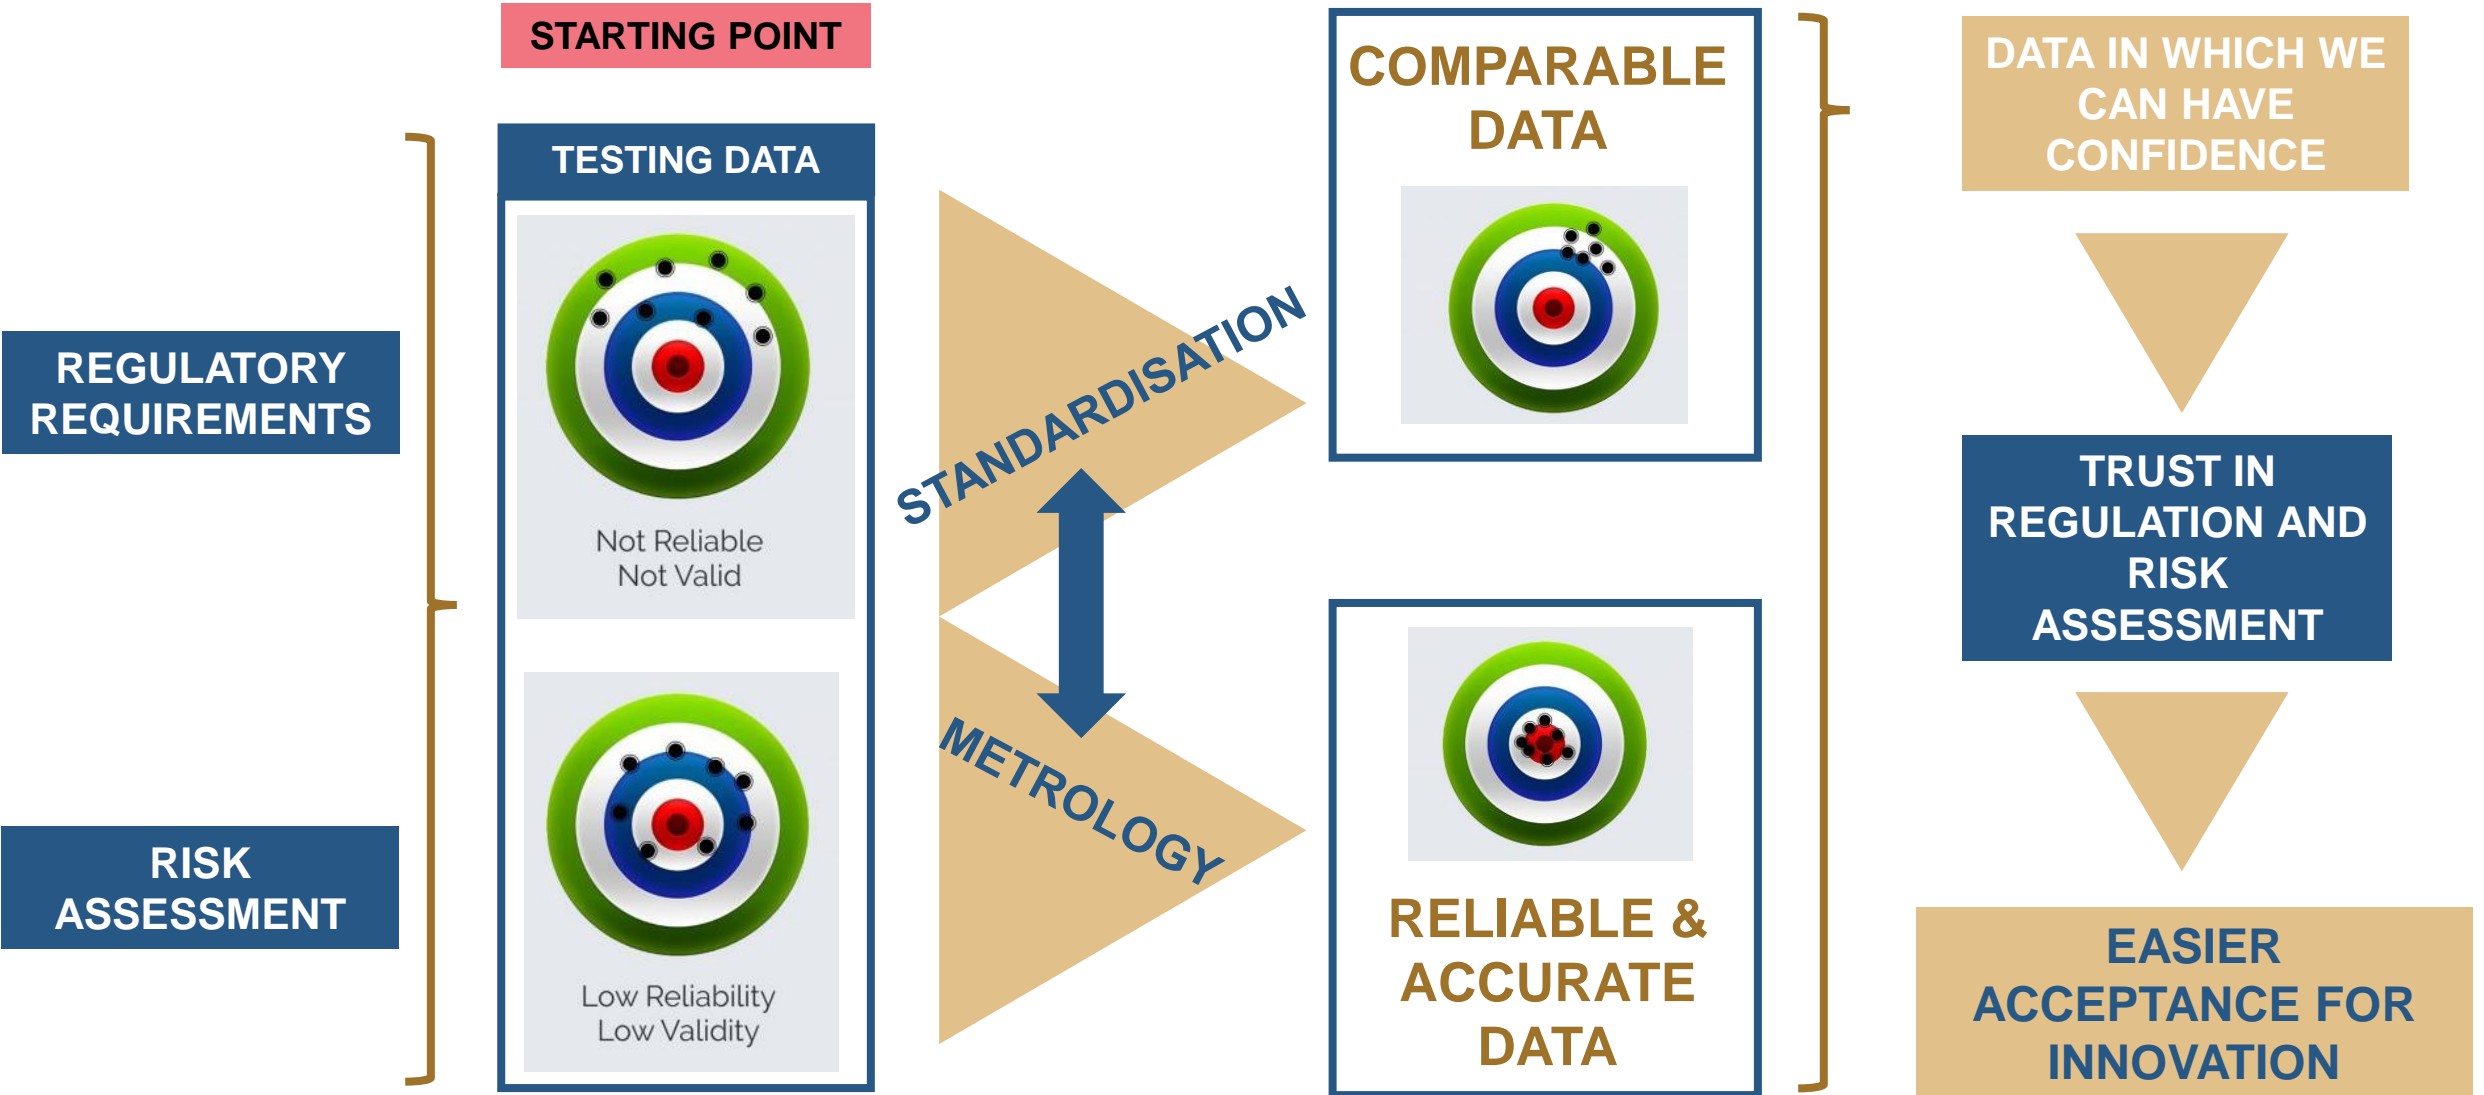 STARTING POINT
REGULATORY
REQUIREMENTS
RISK
ASSESSMENT
TESTING DATA
Not Reliable
Not Valid
Low Reliability
Low Validity
STANDARDISATION
METROLOGY
COMPARABLE
DATA
RELIABLE &
ACCURATE
DATA
DATA IN WHICH WE
CAN HAVE
CONFIDENCE
TRUST IN
REGULATION AND
RISK
ASSESSMENT
EASIER
ACCEPTANCE FOR
INNOVATION